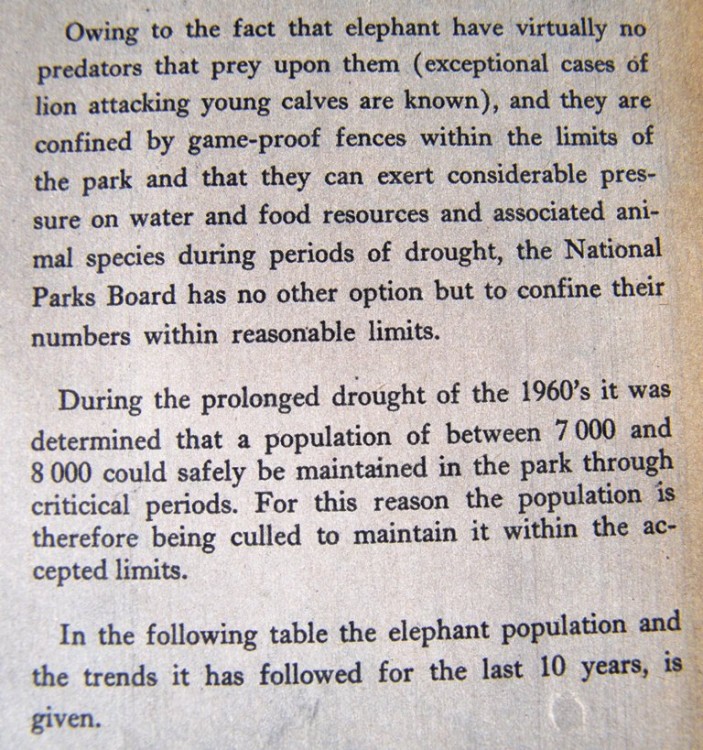 Owing to the fact that elephant have virtually no
predators that prey upon them (exceptional cases of
lion attacking young calves are known), and they are
confined by game-proof fences within the limits of
the park and that they can exert considerable pres-
sure on water and food resources and associated ani-
mal species during periods of drought, the National
Parks Board has no other option but to confine their
numbers within reasonable limits.
During the prolonged drought of the 1960's it was
determined that a population of between 7 000 and
8 000 could safely be maintained in the park through
criticical periods. For this reason the population is
therefore being culled to maintain it within the ac-
cepted limits.
In the following table the elephant population and
the trends it has followed for the last 10 years, is
given.